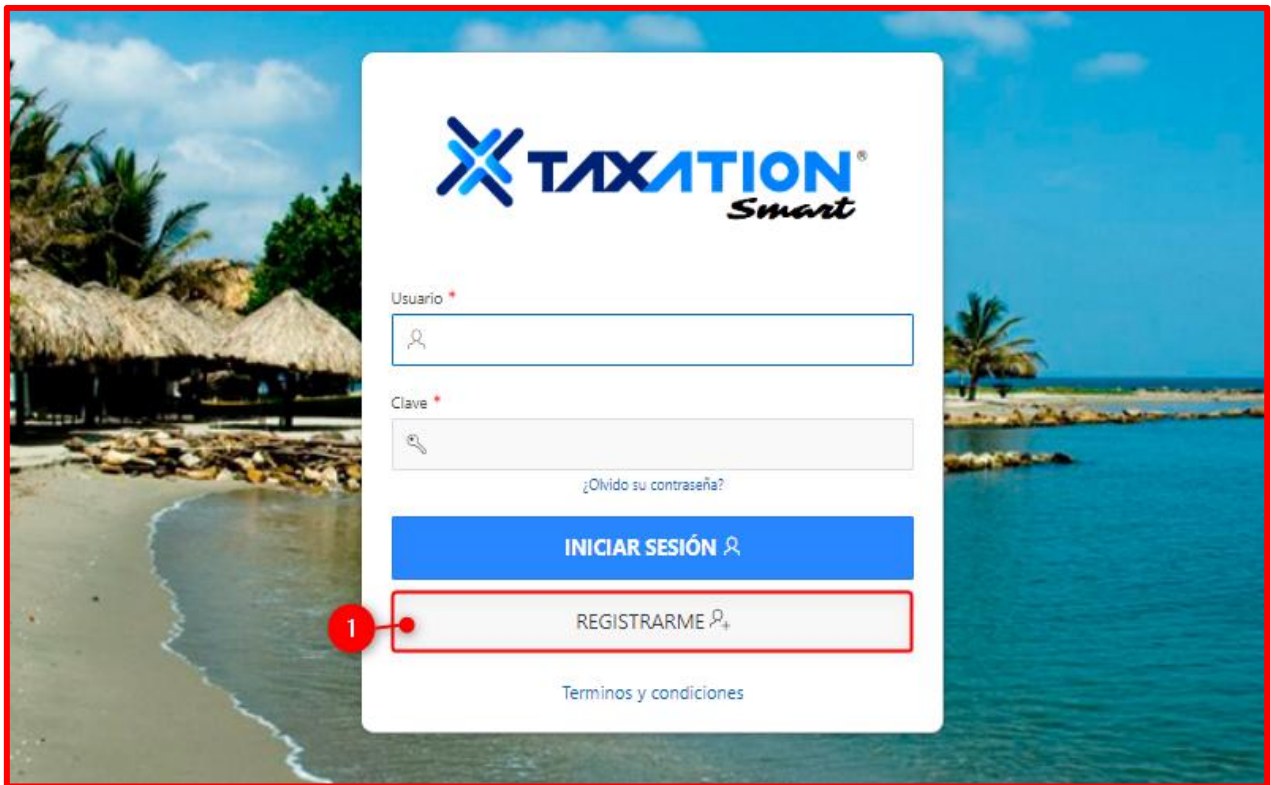 TAXATION®
Smart
Usuario *
Clave *
¿Olvido su contraseña?
INICIAR SESIÓN
1
REGISTRARME
Terminos y condiciones